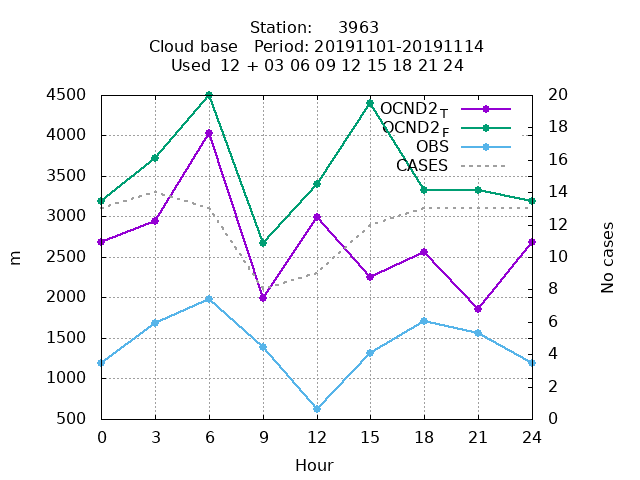 Station: 3963
Cloud base Period: 20191101-20191114
Used 12 + 03 06 09 12 15 18 21 24
4500 20
4000 18
3500 16
3000 14
2500 12
2000 10
1500 8
1000 6
500 4
2
0
OCND2T
OCND2F
OBS
CASES
m
No cases
0 3 6 9 12 15 18 21 24
Hour